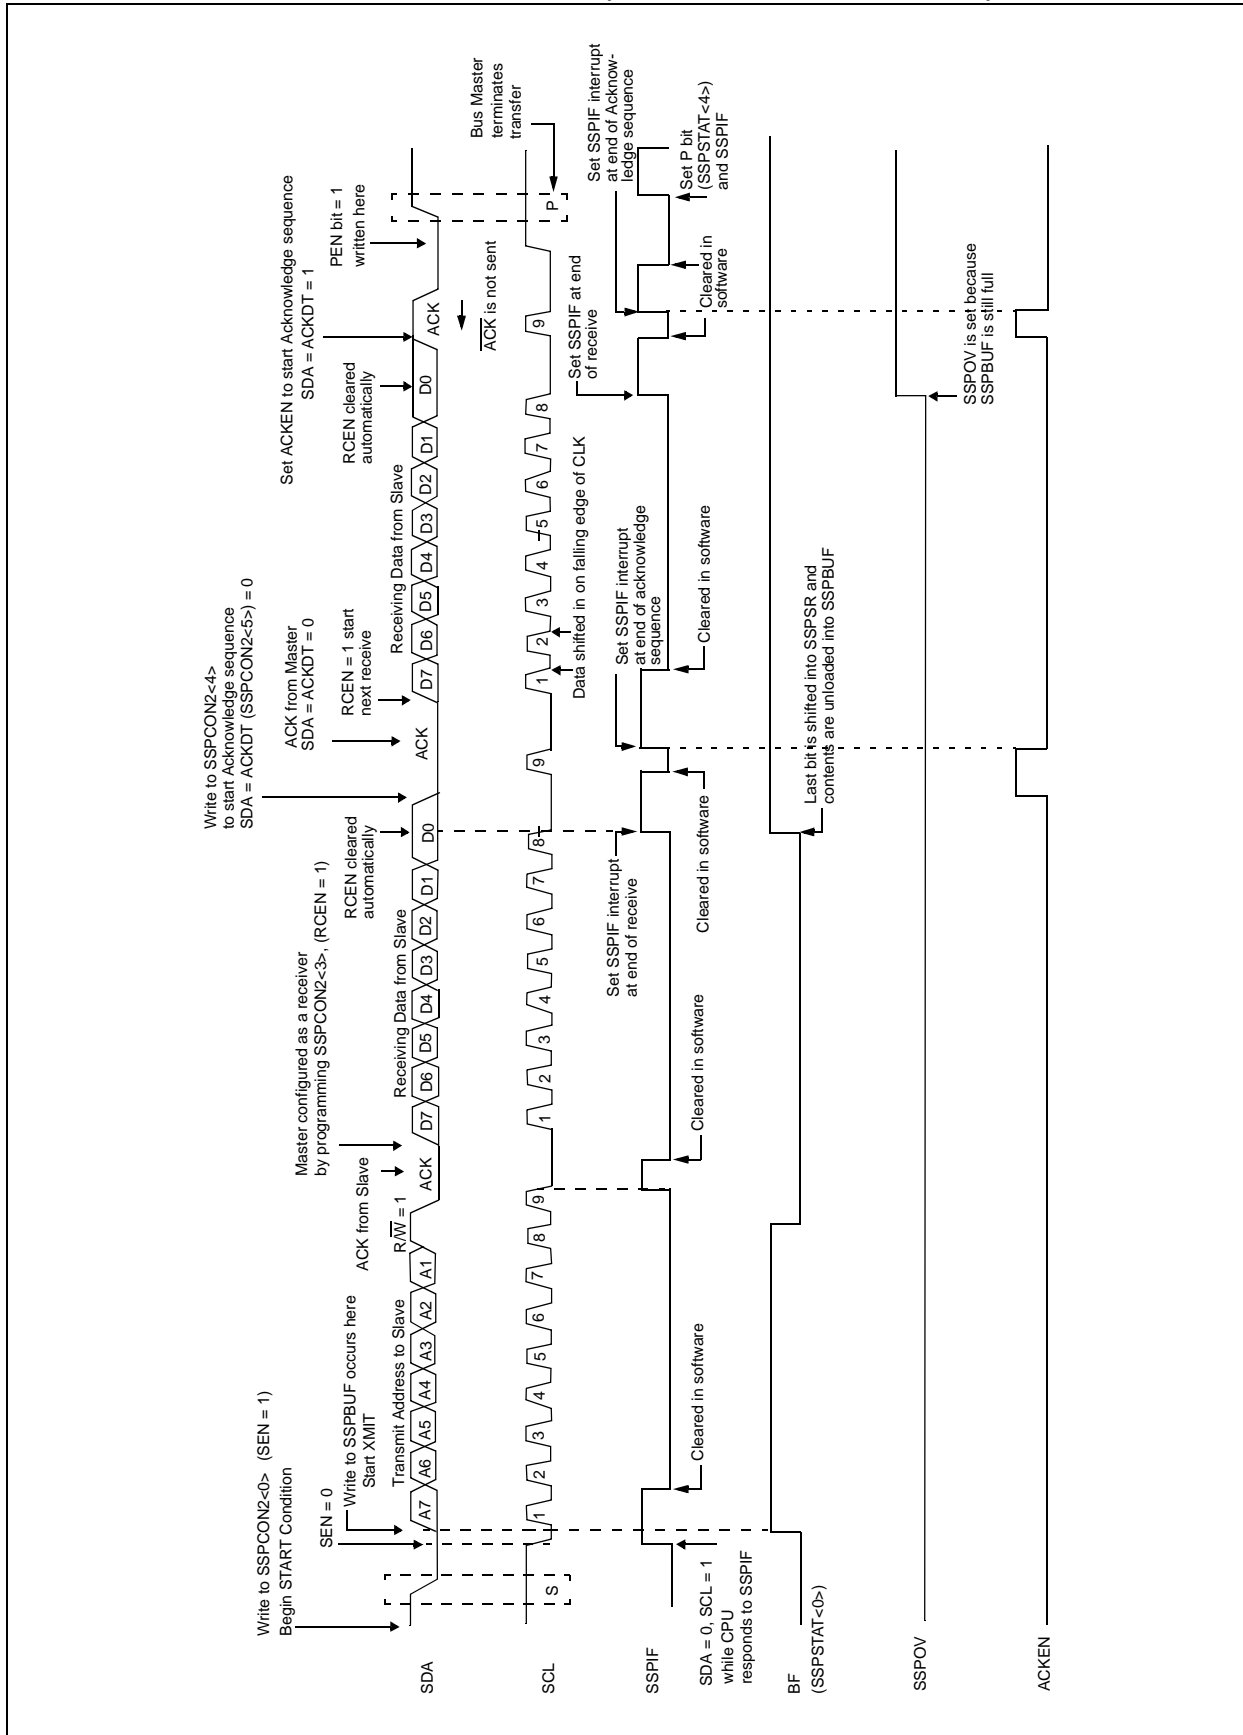 Write to SSPCON2<0> (SEN = 1)
Begin START Condition
SEN = 0
Write to SSPBUF occurs here
Start XMIT
Transmit Address to Slave
R/W = 1
ACK from Slave
Master configured as a receiver
by programming SSPCON2<3>, (RCEN = 1)
Receiving Data from Slave
RCEN cleared
automatically
Write to SSPCON2<4>
to start Acknowledge sequence
SDA = ACKDT (SSPCON2<5>) = 0
ACK from Master
SDA = ACKDT = 0
RCEN = 1 start
next receive
Receiving Data from Slave
RCEN cleared
automatically
Set ACKEN to start Acknowledge sequence
SDA = ACKDT = 1
PEN bit = 1
written here
SDA
A7 A6 A5 A4 A3 A2 A1 ACK D7 D6 D5 D4 D3 D2 D1 D0 ACK D7 D6 D5 D4 D3 D2 D1 D0 ACK
ACK is not sent
Bus Master
terminates
transfer
SCL
S 1 2 3 4 5 6 7 8 9 1 2 3 4 5 6 7 8 9 1 2 3 4 5 6 7 8 9 P
Data shifted in on falling edge of CLK
Set SSPIF interrupt
at end of receive
Set SSPIF interrupt
at end of acknowledge
sequence
Set SSPIF at end
of receive
Set SSPIF interrupt
at end of Acknow-
ledge sequence
SSPIF
SDA = 0, SCL = 1
while CPU
responds to SSPIF
Cleared in software
Cleared in software
Cleared in software
Cleared in software
Cleared in
software
Set P bit
(SSPSTAT<4>)
and SSPIF
BF
(SSPSTAT<0>)
Last bit is shifted into SSPSR and
contents are unloaded into SSPBUF
SSPOV
SSPOV is set because
SSPBUF is still full
ACKEN